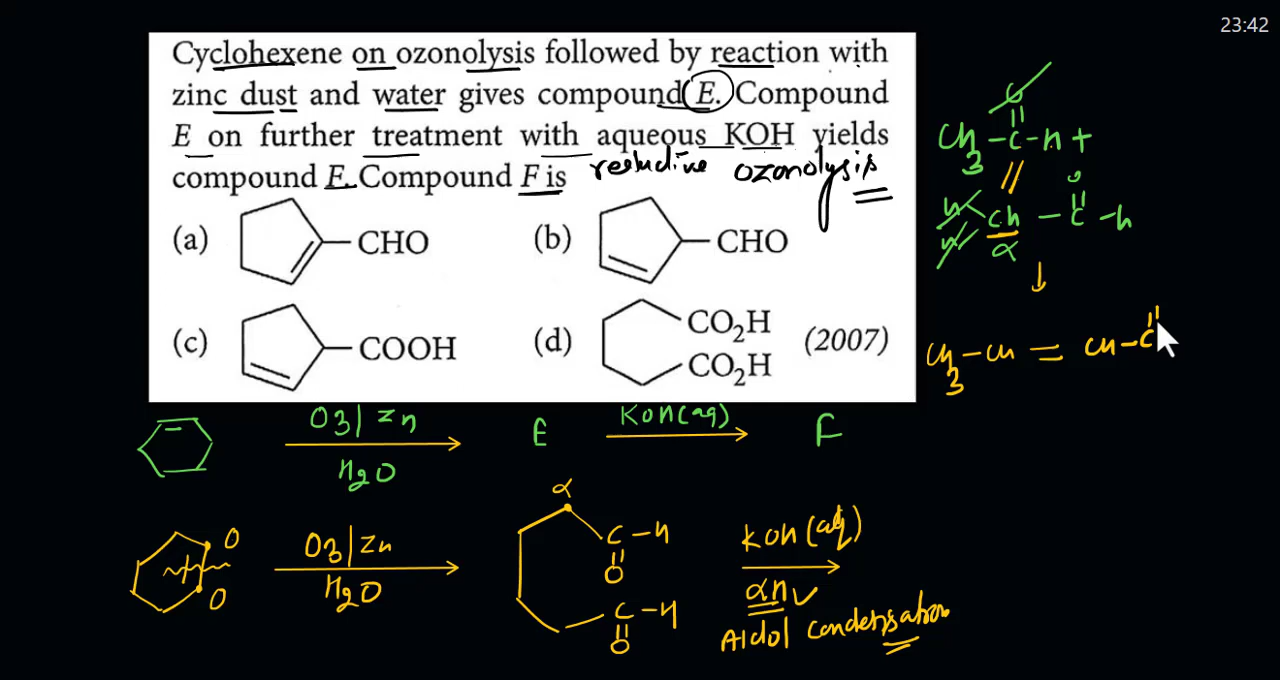 23:42
Cyclohexene on ozonolysis followed by reaction with
zinc dust and water gives compound E. Compound
E on further treatment with aqueous KOH yields
compound F. Compound F is
reductive ozonolysis
(a) CHO
(b) CHO
(c) COOH
(d) CO₂H
CO₂H
(2007)
O
CH₃ - C - H +
O
H CH - C - H
H α
CH₃ - CH = CH - C
O₃ | Zn
H₂O
E
KOH(aq)
F
O
O
O₃ | Zn
H₂O
α
C - H
O
C - H
O
KOH (aq)
αH ✓
Aldol condensation